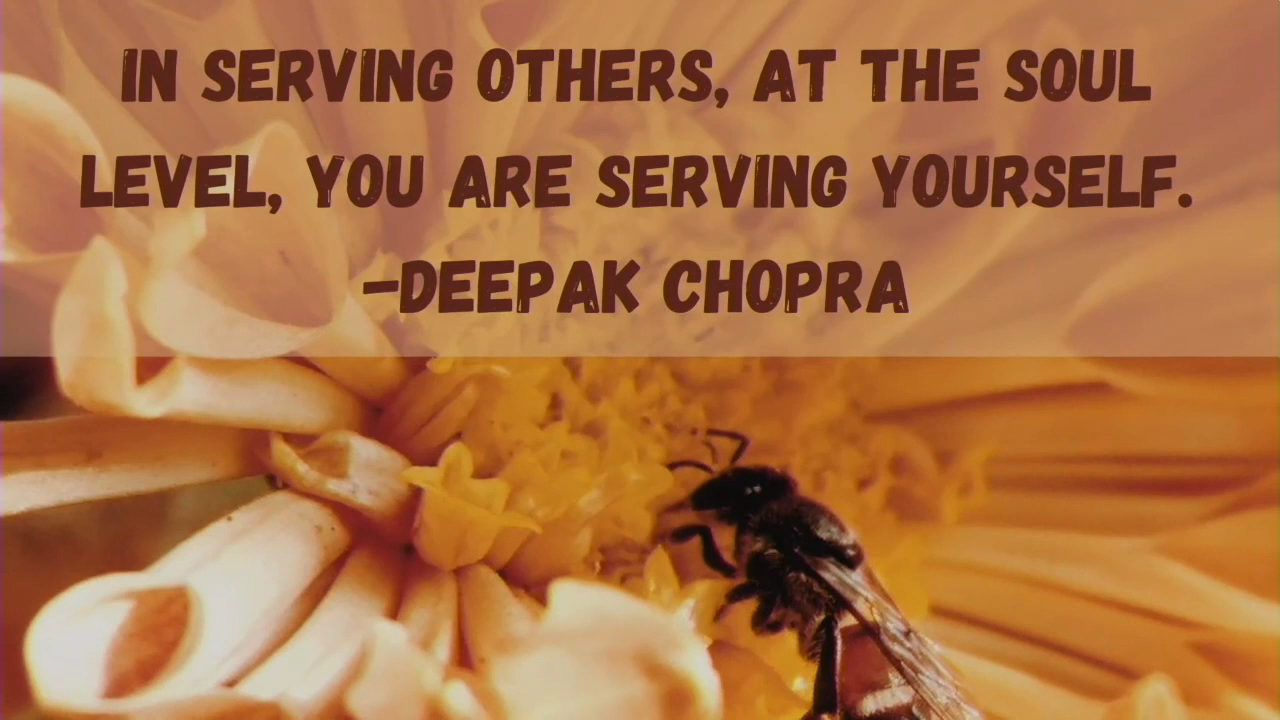 IN SERVING OTHERS, AT THE SOUL
LEVEL, YOU ARE SERVING YOURSELF.
-DEEPAK CHOPRA